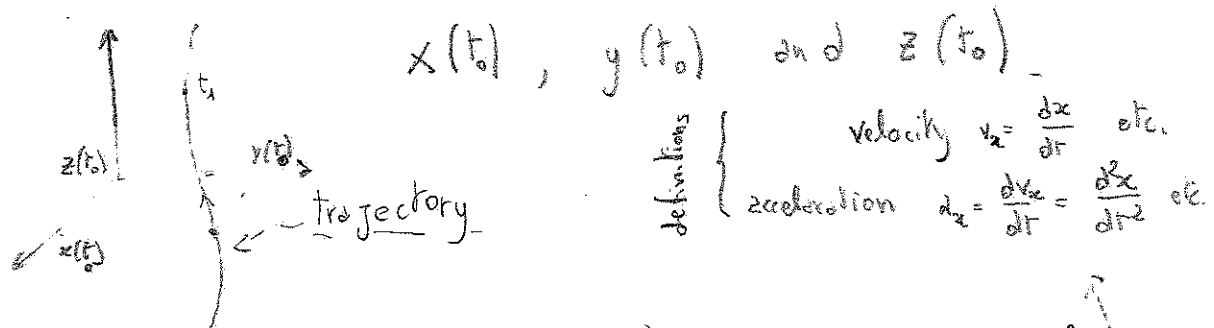 x(t₀), y(t₀) and z(t₀)
t₁
definitions
velocity vₓ = dx/dt etc.
z(t₀)
y(t₀)
acceleration aₓ = dvₓ/dt = d²x/dt² etc.
trajectory
x(t₀)